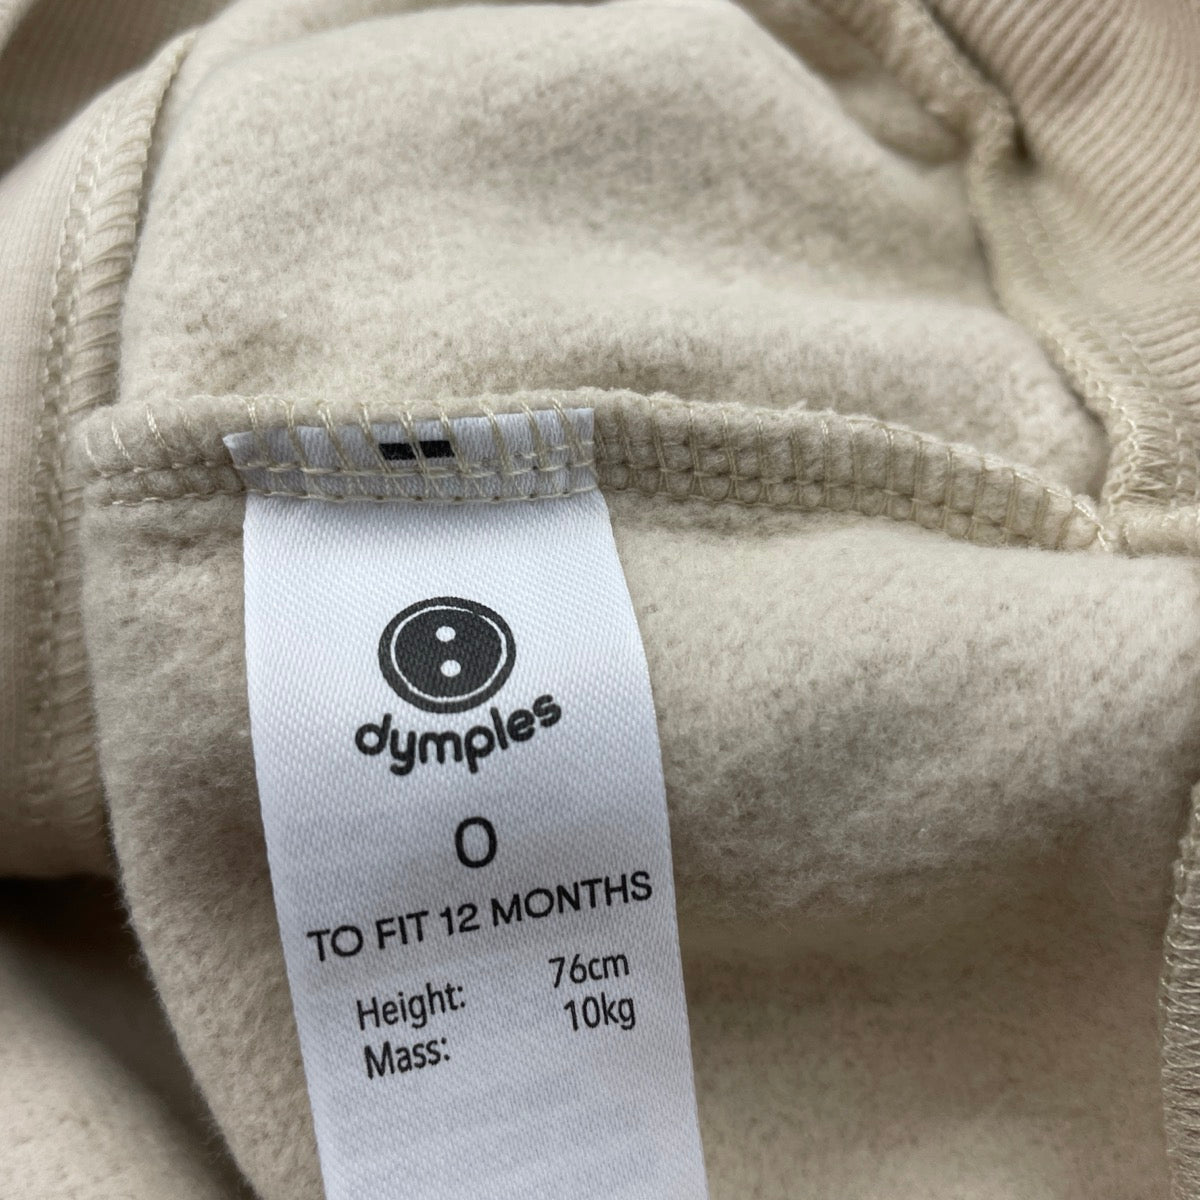 dymples
0
TO FIT 12 MONTHS
Height: 76cm
Mass: 10kg